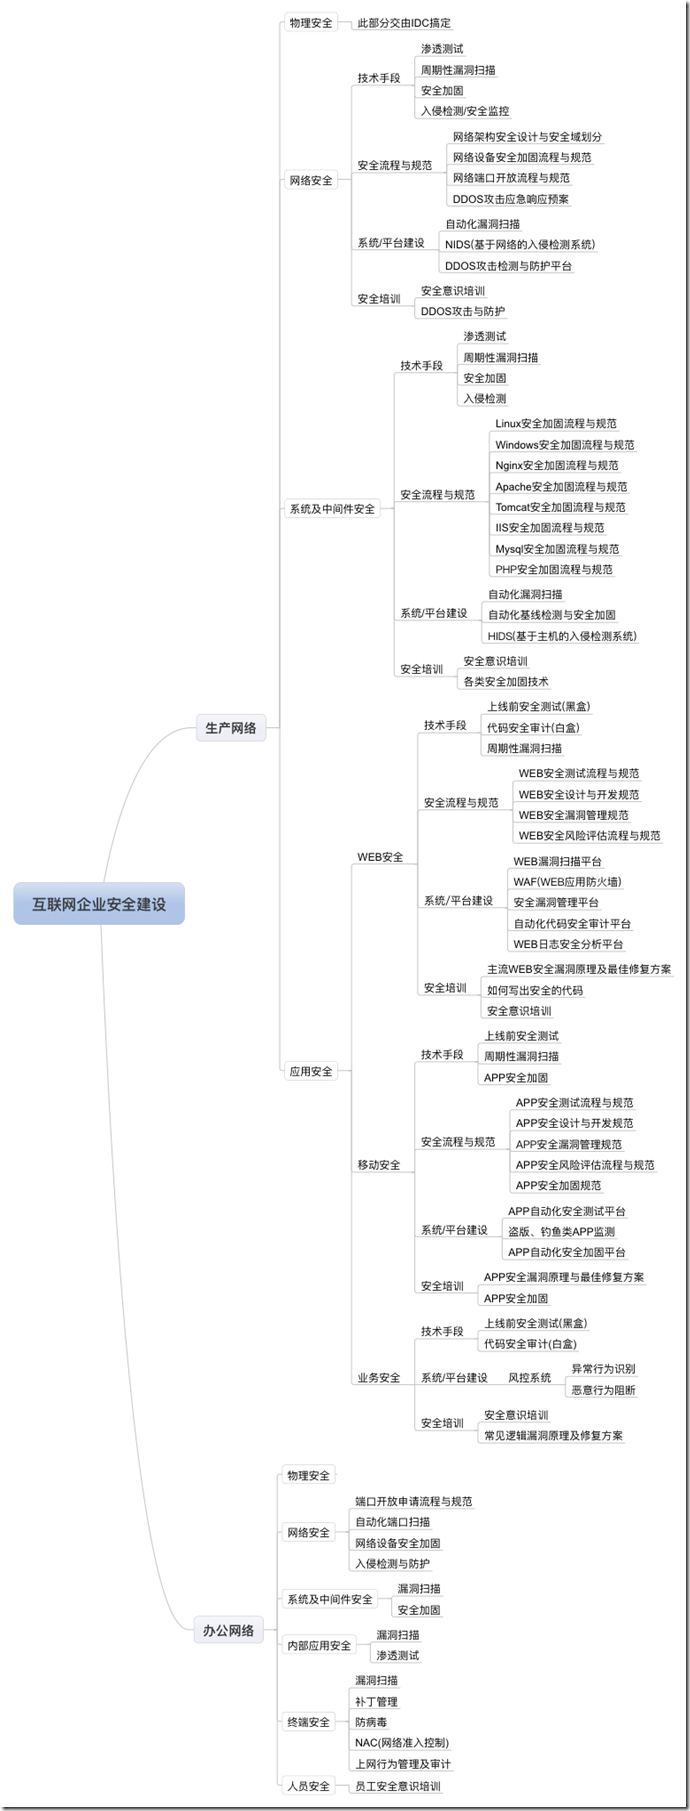 物理安全
此部分交由IDC搞定
渗透测试
周期性漏洞扫描
技术手段
安全加固
入侵检测/安全监控
网络架构安全设计与安全域划分
网络设备安全加固流程与规范
安全流程与规范
网络安全
网络端口开放流程与规范
DDOS攻击应急响应预案
自动化漏洞扫描
系统/平台建设
NIDS(基于网络的入侵检测系统)
DDOS攻击检测与防护平台
安全意识培训
安全培训
DDOS攻击与防护
渗透测试
周期性漏洞扫描
技术手段
安全加固
入侵检测
Linux安全加固流程与规范
Windows安全加固流程与规范
Nginx安全加固流程与规范
Apache安全加固流程与规范
安全流程与规范
系统及中间件安全
Tomcat安全加固流程与规范
IIS安全加固流程与规范
Mysql安全加固流程与规范
PHP安全加固流程与规范
自动化漏洞扫描
系统/平台建设
自动化基线检测与安全加固
HIDS(基于主机的入侵检测系统)
安全意识培训
安全培训
各类安全加固技术
生产网络
上线前安全测试(黑盒)
技术手段
代码安全审计(白盒)
周期性漏洞扫描
WEB安全测试流程与规范
WEB安全设计与开发规范
安全流程与规范
WEB安全漏洞管理规范
WEB安全风险评估流程与规范
WEB安全
WEB漏洞扫描平台
WAF(WEB应用防火墙)
系统/平台建设
安全漏洞管理平台
自动化代码安全审计平台
WEB日志安全分析平台
互联网企业安全建设
主流WEB安全漏洞原理及最佳修复方案
安全培训
如何写出安全的代码
安全意识培训
应用安全
上线前安全测试
技术手段
周期性漏洞扫描
APP安全加固
APP安全测试流程与规范
APP安全设计与开发规范
安全流程与规范
APP安全漏洞管理规范
移动安全
APP安全风险评估流程与规范
APP安全加固规范
APP自动化安全测试平台
系统/平台建设
盗版、钓鱼类APP监测
APP自动化安全加固平台
APP安全漏洞原理与最佳修复方案
安全培训
APP安全加固
上线前安全测试(黑盒)
技术手段
代码安全审计(白盒)
业务安全
系统/平台建设
风控系统
异常行为识别
恶意行为阻断
安全意识培训
安全培训
常见逻辑漏洞原理及修复方案
物理安全
端口开放申请流程与规范
自动化端口扫描
网络安全
网络设备安全加固
入侵检测与防护
漏洞扫描
系统及中间件安全
安全加固
办公网络
漏洞扫描
内部应用安全
渗透测试
漏洞扫描
补丁管理
终端安全
防病毒
NAC(网络准入控制)
上网行为管理及审计
人员安全
员工安全意识培训